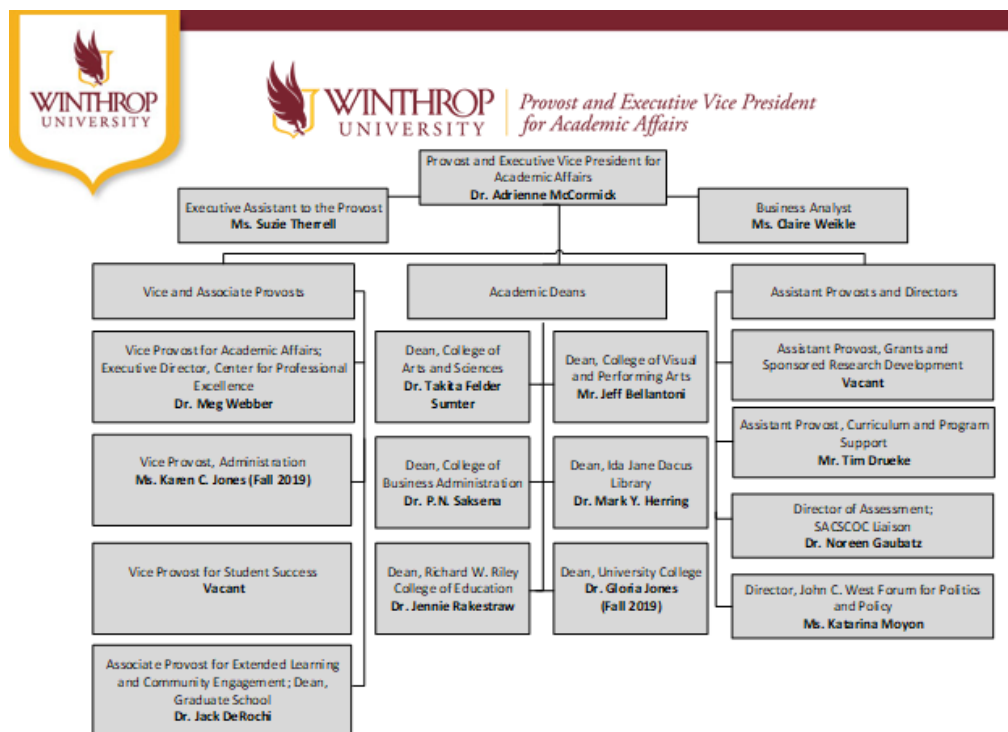 WINTHROP
UNIVERSITY
WINTHROP
UNIVERSITY
Provost and Executive Vice President
for Academic Affairs
Provost and Executive Vice President for
Academic Affairs
Dr. Adrienne McCormick
Executive Assistant to the Provost
Ms. Suzie Therrell
Business Analyst
Ms. Claire Weikle
Vice and Associate Provosts
Academic Deans
Assistant Provosts and Directors
Vice Provost for Academic Affairs;
Executive Director, Center for Professional
Excellence
Dr. Meg Webber
Dean, College of
Arts and Sciences
Dr. Takita Felder
Sumter
Dean, College of Visual
and Performing Arts
Mr. Jeff Bellantoni
Assistant Provost, Grants and
Sponsored Research Development
Vacant
Vice Provost, Administration
Ms. Karen C. Jones (Fall 2019)
Dean, College of
Business Administration
Dr. P.N. Saksena
Dean, Ida Jane Dacus
Library
Dr. Mark Y. Herring
Assistant Provost, Curriculum and Program
Support
Mr. Tim Drueke
Director of Assessment;
SACSCOC Liaison
Dr. Noreen Gaubatz
Vice Provost for Student Success
Vacant
Dean, Richard W. Riley
College of Education
Dr. Jennie Rakestraw
Dean, University College
Dr. Gloria Jones
(Fall 2019)
Director, John C. West Forum for Politics
and Policy
Ms. Katarina Moyon
Associate Provost for Extended Learning
and Community Engagement; Dean,
Graduate School
Dr. Jack DeRochi